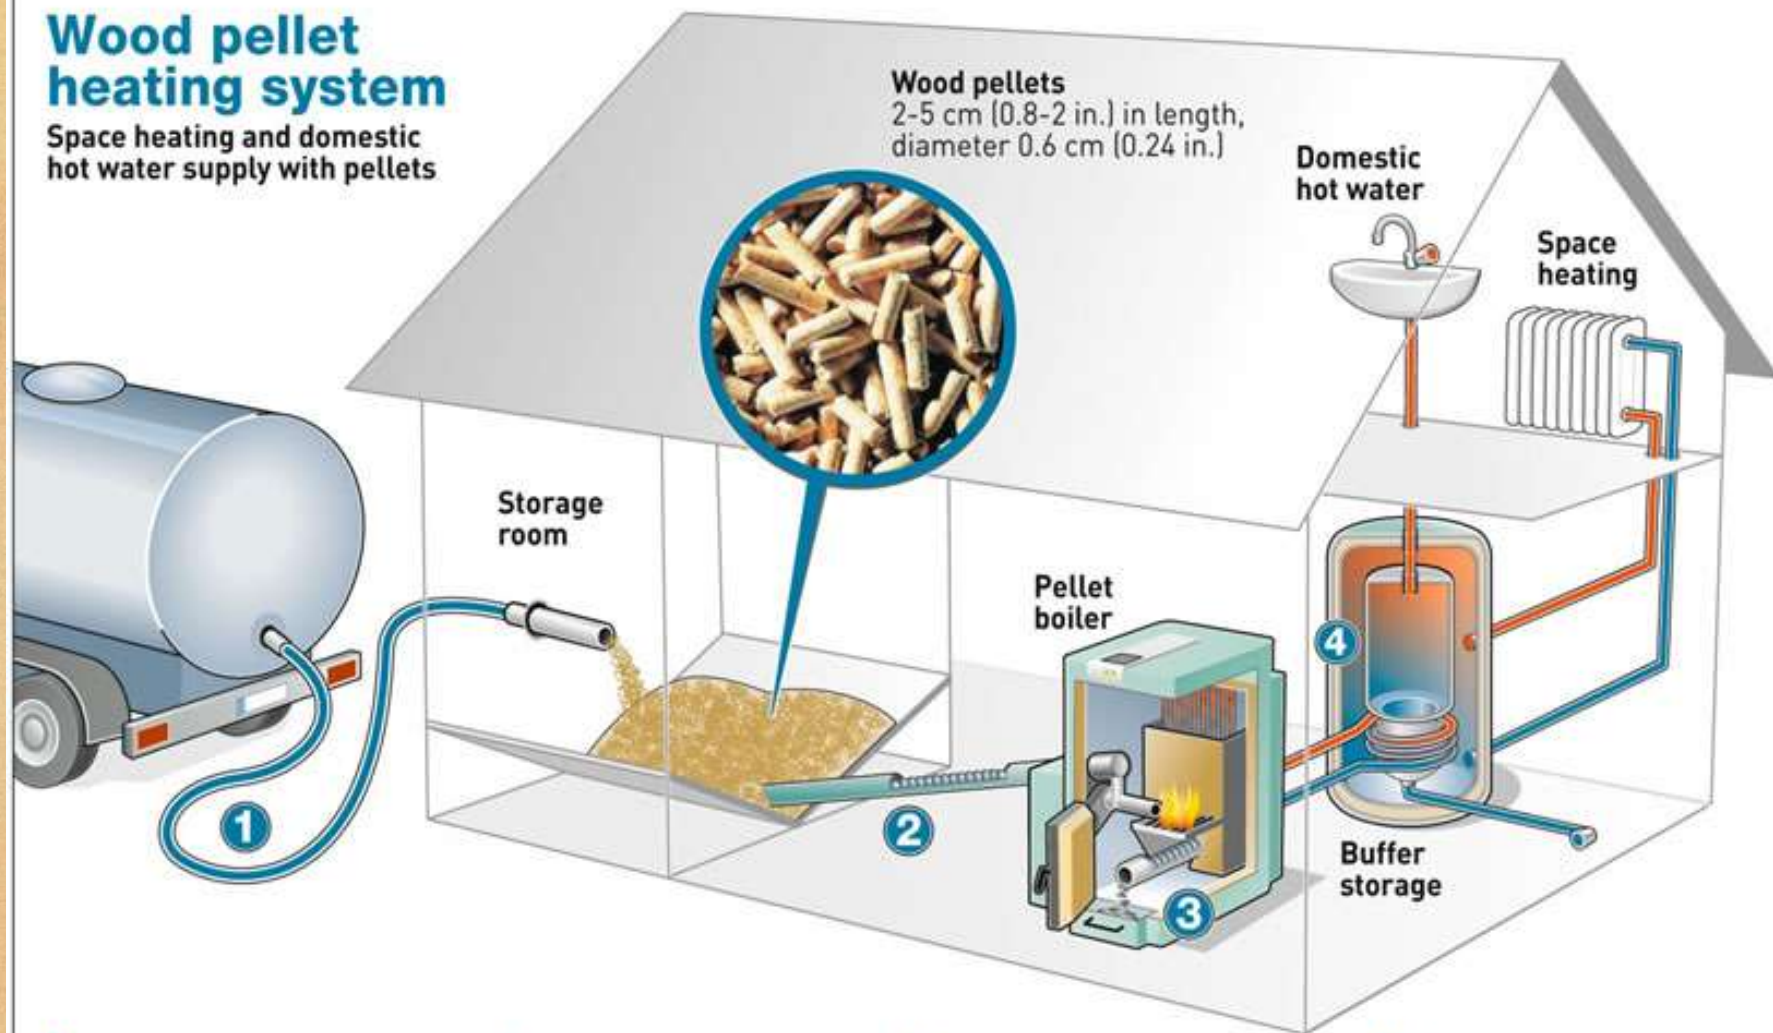 Wood pellet
heating system
Space heating and domestic
hot water supply with pellets
Wood pellets
2-5 cm (0.8-2 in.) in length,
diameter 0.6 cm (0.24 in.)
Domestic
hot water
Space
heating
Storage
room
Pellet
boiler
4
1
2
3
Buffer
storage